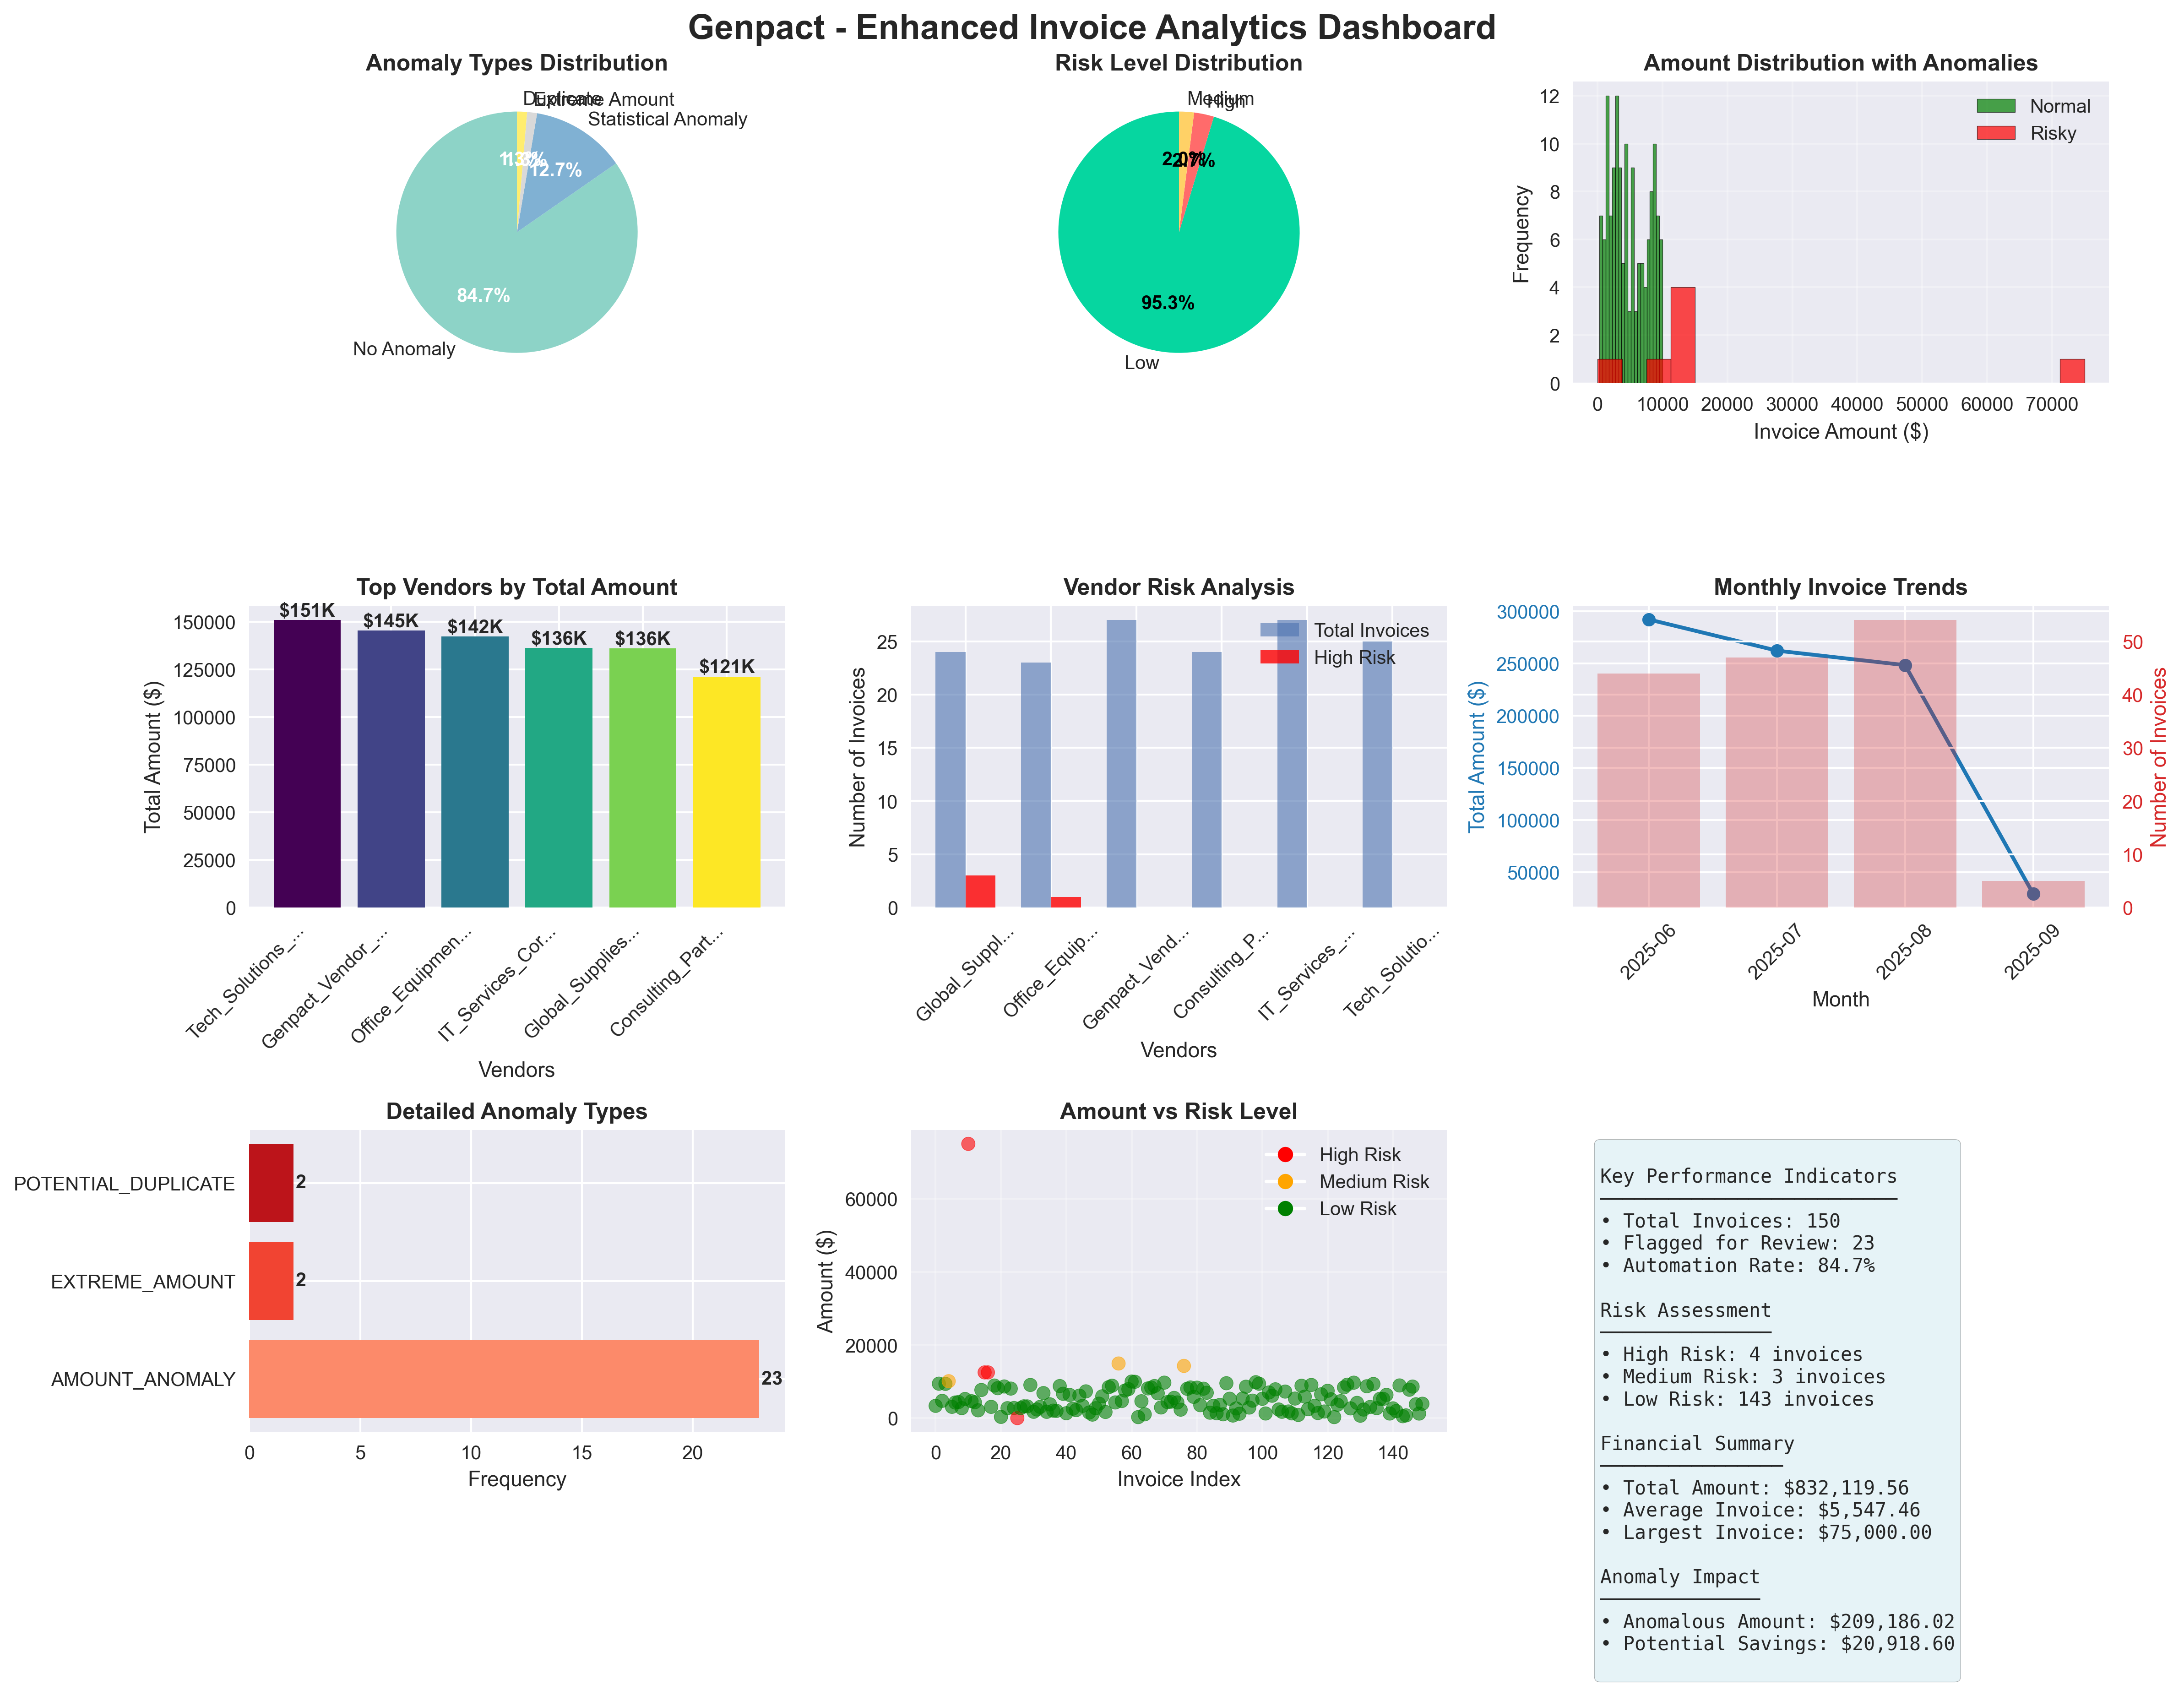 Genpact - Enhanced Invoice Analytics Dashboard
Anomaly Types Distribution
Duplicate
Extreme Amount
Statistical Anomaly
1.3%
1.3%
12.7%
84.7%
No Anomaly
Risk Level Distribution
Medium
High
2.0%
2.7%
95.3%
Low
Amount Distribution with Anomalies
Normal
Risky
Frequency
12
10
8
6
4
2
0
0 10000 20000 30000 40000 50000 60000 70000
Invoice Amount ($)
Top Vendors by Total Amount
Total Amount ($)
150000
125000
100000
75000
50000
25000
0
$151K $145K $142K $136K $136K $121K
Tech_Solutions_...
Genpact_Vendor_...
Office_Equipmen...
IT_Services_Cor...
Global_Supplies...
Consulting_Part...
Vendors
Vendor Risk Analysis
Total Invoices
High Risk
Number of Invoices
25
20
15
10
5
0
Global_Suppl...
Office_Equip...
Genpact_Vend...
Consulting_P...
IT_Services_...
Tech_Solutio...
Vendors
Monthly Invoice Trends
Total Amount ($)
300000
250000
200000
150000
100000
50000
50
40
30
20
10
0
Number of Invoices
2025-06
2025-07
2025-08
2025-09
Month
Detailed Anomaly Types
POTENTIAL_DUPLICATE
2
EXTREME_AMOUNT
2
AMOUNT_ANOMALY
23
0 5 10 15 20
Frequency
Amount vs Risk Level
High Risk
Medium Risk
Low Risk
Amount ($)
60000
40000
20000
0
0 20 40 60 80 100 120 140
Invoice Index
Key Performance Indicators
• Total Invoices: 150
• Flagged for Review: 23
• Automation Rate: 84.7%
Risk Assessment
• High Risk: 4 invoices
• Medium Risk: 3 invoices
• Low Risk: 143 invoices
Financial Summary
• Total Amount: $832,119.56
• Average Invoice: $5,547.46
• Largest Invoice: $75,000.00
Anomaly Impact
• Anomalous Amount: $209,186.02
• Potential Savings: $20,918.60